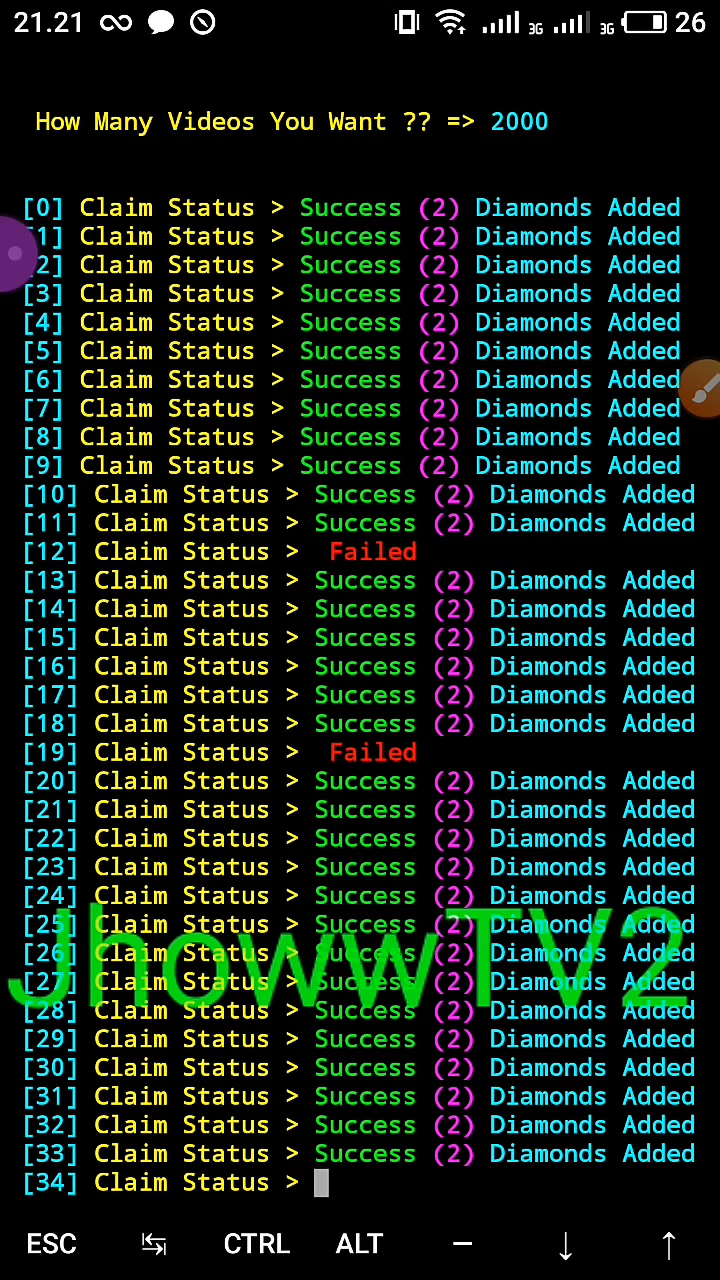 21.21 3G 3G 26
How Many Videos You Want ?? => 2000
[0] Claim Status > Success (2) Diamonds Added
[1] Claim Status > Success (2) Diamonds Added
[2] Claim Status > Success (2) Diamonds Added
[3] Claim Status > Success (2) Diamonds Added
[4] Claim Status > Success (2) Diamonds Added
[5] Claim Status > Success (2) Diamonds Added
[6] Claim Status > Success (2) Diamonds Added
[7] Claim Status > Success (2) Diamonds Added
[8] Claim Status > Success (2) Diamonds Added
[9] Claim Status > Success (2) Diamonds Added
[10] Claim Status > Success (2) Diamonds Added
[11] Claim Status > Success (2) Diamonds Added
[12] Claim Status > Failed
[13] Claim Status > Success (2) Diamonds Added
[14] Claim Status > Success (2) Diamonds Added
[15] Claim Status > Success (2) Diamonds Added
[16] Claim Status > Success (2) Diamonds Added
[17] Claim Status > Success (2) Diamonds Added
[18] Claim Status > Success (2) Diamonds Added
[19] Claim Status > Failed
[20] Claim Status > Success (2) Diamonds Added
[21] Claim Status > Success (2) Diamonds Added
[22] Claim Status > Success (2) Diamonds Added
[23] Claim Status > Success (2) Diamonds Added
[24] Claim Status > Success (2) Diamonds Added
[25] Claim Status > Success (2) Diamonds Added
[26] Claim Status > Success (2) Diamonds Added
JhowwTV2
[27] Claim Status > Success (2) Diamonds Added
[28] Claim Status > Success (2) Diamonds Added
[29] Claim Status > Success (2) Diamonds Added
[30] Claim Status > Success (2) Diamonds Added
[31] Claim Status > Success (2) Diamonds Added
[32] Claim Status > Success (2) Diamonds Added
[33] Claim Status > Success (2) Diamonds Added
[34] Claim Status >
ESC CTRL ALT — ↓ ↑